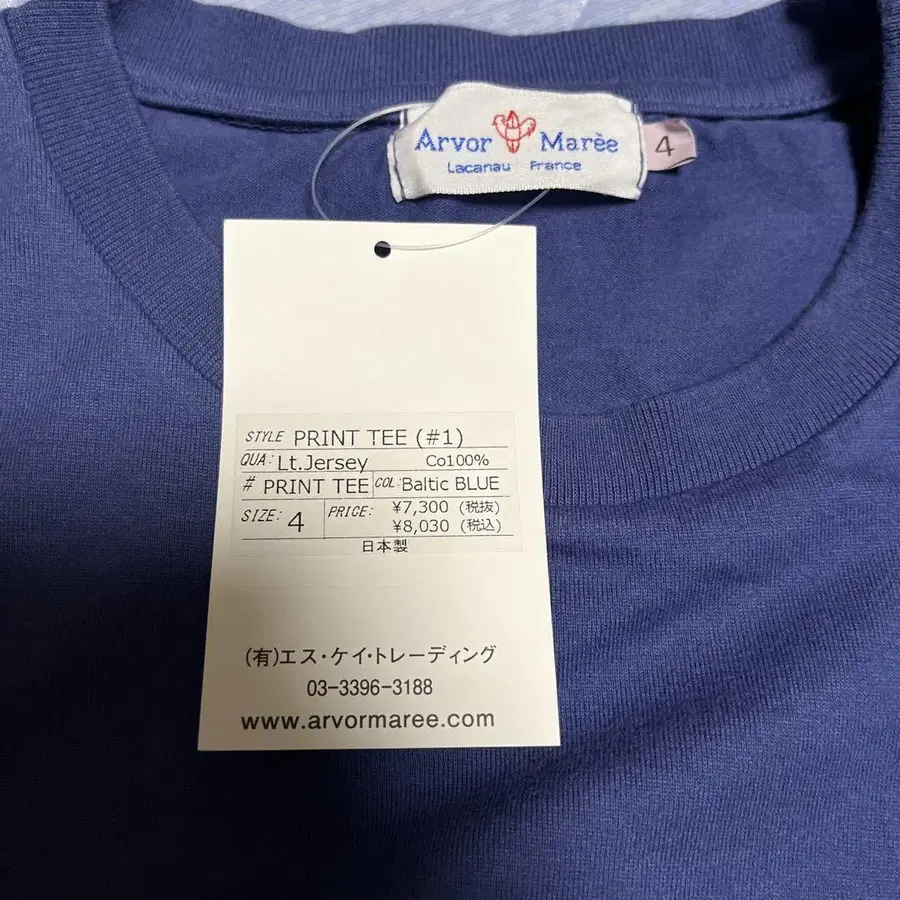 Arvor Marèe
Lacanau France
4
STYLE PRINT TEE (#1)
QUA: Lt.Jersey Co100%
# PRINT TEE COL: Baltic BLUE
SIZE: 4 PRICE: ¥7,300 (税抜)
¥8,030 (税込)
日本製
(有)エス・ケイ・トレーディング
03-3396-3188
www.arvormaree.com